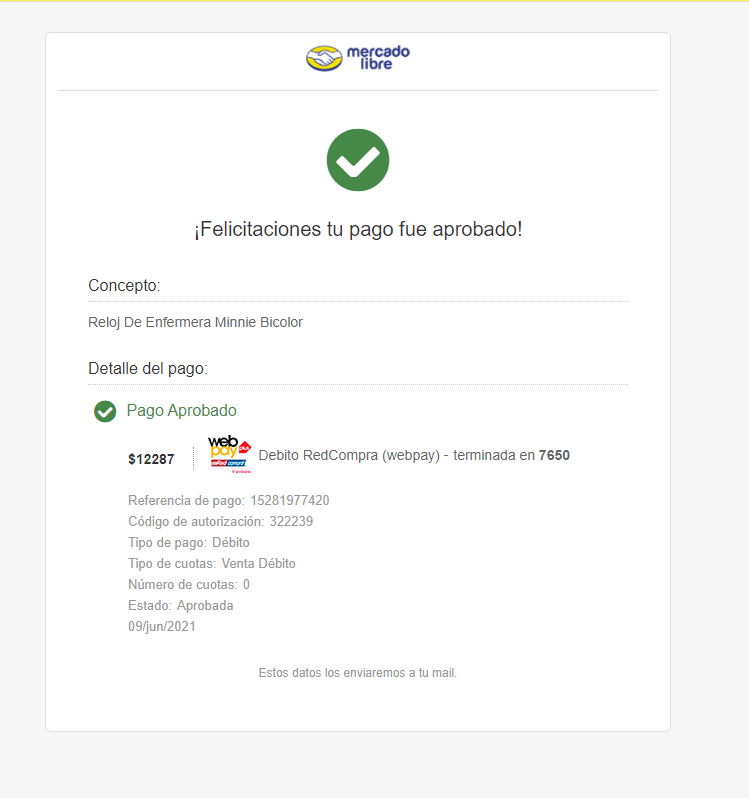 mercado
libre
¡Felicitaciones tu pago fue aprobado!
Concepto:
Reloj De Enfermera Minnie Bicolor
Detalle del pago:
Pago Aprobado
$12287
web
pay plus
RedCompra
Debito RedCompra (webpay) - terminada en 7650
Referencia de pago: 15281977420
Código de autorización: 322239
Tipo de pago: Débito
Tipo de cuotas: Venta Débito
Número de cuotas: 0
Estado: Aprobada
09/jun/2021
Estos datos los enviaremos a tu mail.